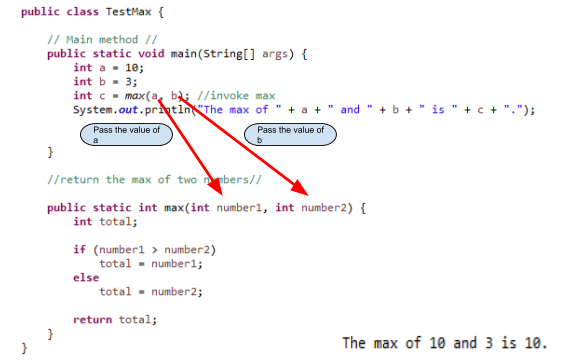 public class TestMax {
// Main method //
public static void main(String[] args) {
int a = 10;
int b = 3;
int c = max(a, b); //invoke max
System.out.println("The max of " + a + " and " + b + " is " + c + ".");
Pass the value of
a
Pass the value of
b
}
//return the max of two numbers//
public static int max(int number1, int number2) {
int total;
if (number1 > number2)
total = number1;
else
total = number2;
return total;
}
}
The max of 10 and 3 is 10.